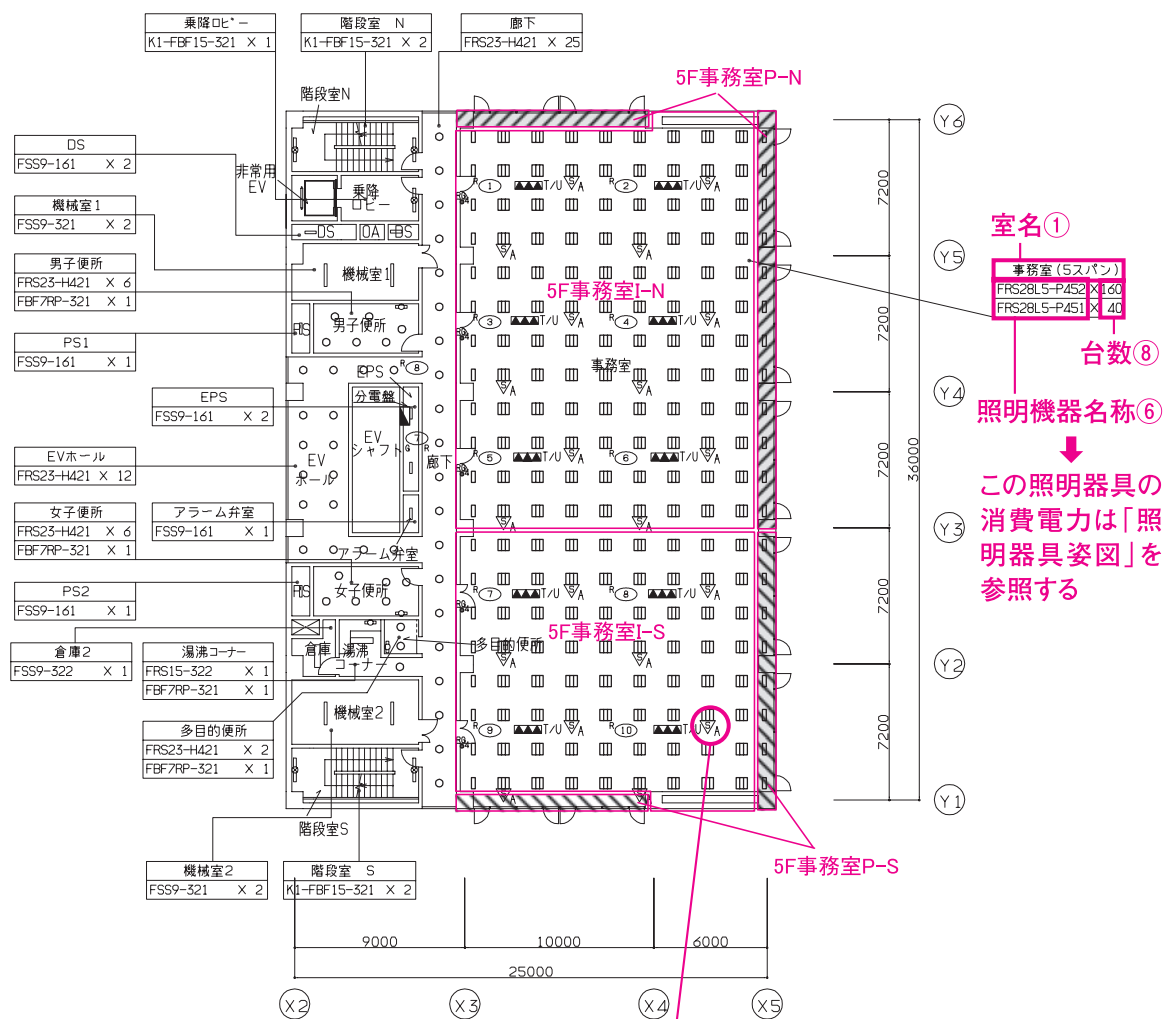 乗降ロビー
K1-FBF15-321 × 1
階段室 N
K1-FBF15-321 × 2
廊下
FRS23-H421 × 25
5F事務室P-N
階段室N
DS
FSS9-161 × 2
非常用
EV
乗降
ロビー
機械室1
FSS9-321 × 2
DS
OA
BS
男子便所
FRS23-H421 × 6
FBF7RP-321 × 1
機械室1
PS1
FSS9-161 × 1
PS
男子便所
EPS
FSS9-161 × 2
EPS
分電盤
EV
シャフト
EV
ホール
廊下
EVホール
FRS23-H421 × 12
女子便所
FRS23-H421 × 6
FBF7RP-321 × 1
アラーム弁室
FSS9-161 × 1
アラーム弁室
PS2
FSS9-161 × 1
PS
女子便所
倉庫2
FSS9-322 × 1
湯沸コーナー
FRS15-322 × 1
FBF7RP-321 × 1
倉庫
湯沸
コーナー
多目的便所
多目的便所
FRS23-H421 × 2
FBF7RP-321 × 1
機械室2
階段室S
機械室2
FSS9-321 × 2
階段室 S
K1-FBF15-321 × 2
R ① T/U S A R ② T/U S A
S A S A
5F事務室I-N
R ③ T/U S A R ④ T/U S A
事務室
R ⑧
S A S A
⑦ G R
R ⑤ T/U S A R ⑥ T/U S A
S A S A
R ⑦ T/U S A R ⑧ T/U S A
5F事務室I-S
S A S A
R ⑨ T/U S A R ⑩ T/U S A
S A S A
5F事務室P-S
Y6
7200
Y5
7200
Y4
7200
36000
Y3
7200
Y2
7200
Y1
室名①
事務室(5スパン)
FRS28L5-P452 × 160
FRS28L5-P451 × 40
台数⑧
照明機器名称⑥
この照明器具の
消費電力は「照
明器具姿図」を
参照する
9000
10000
6000
25000
X2
X3
X4
X5